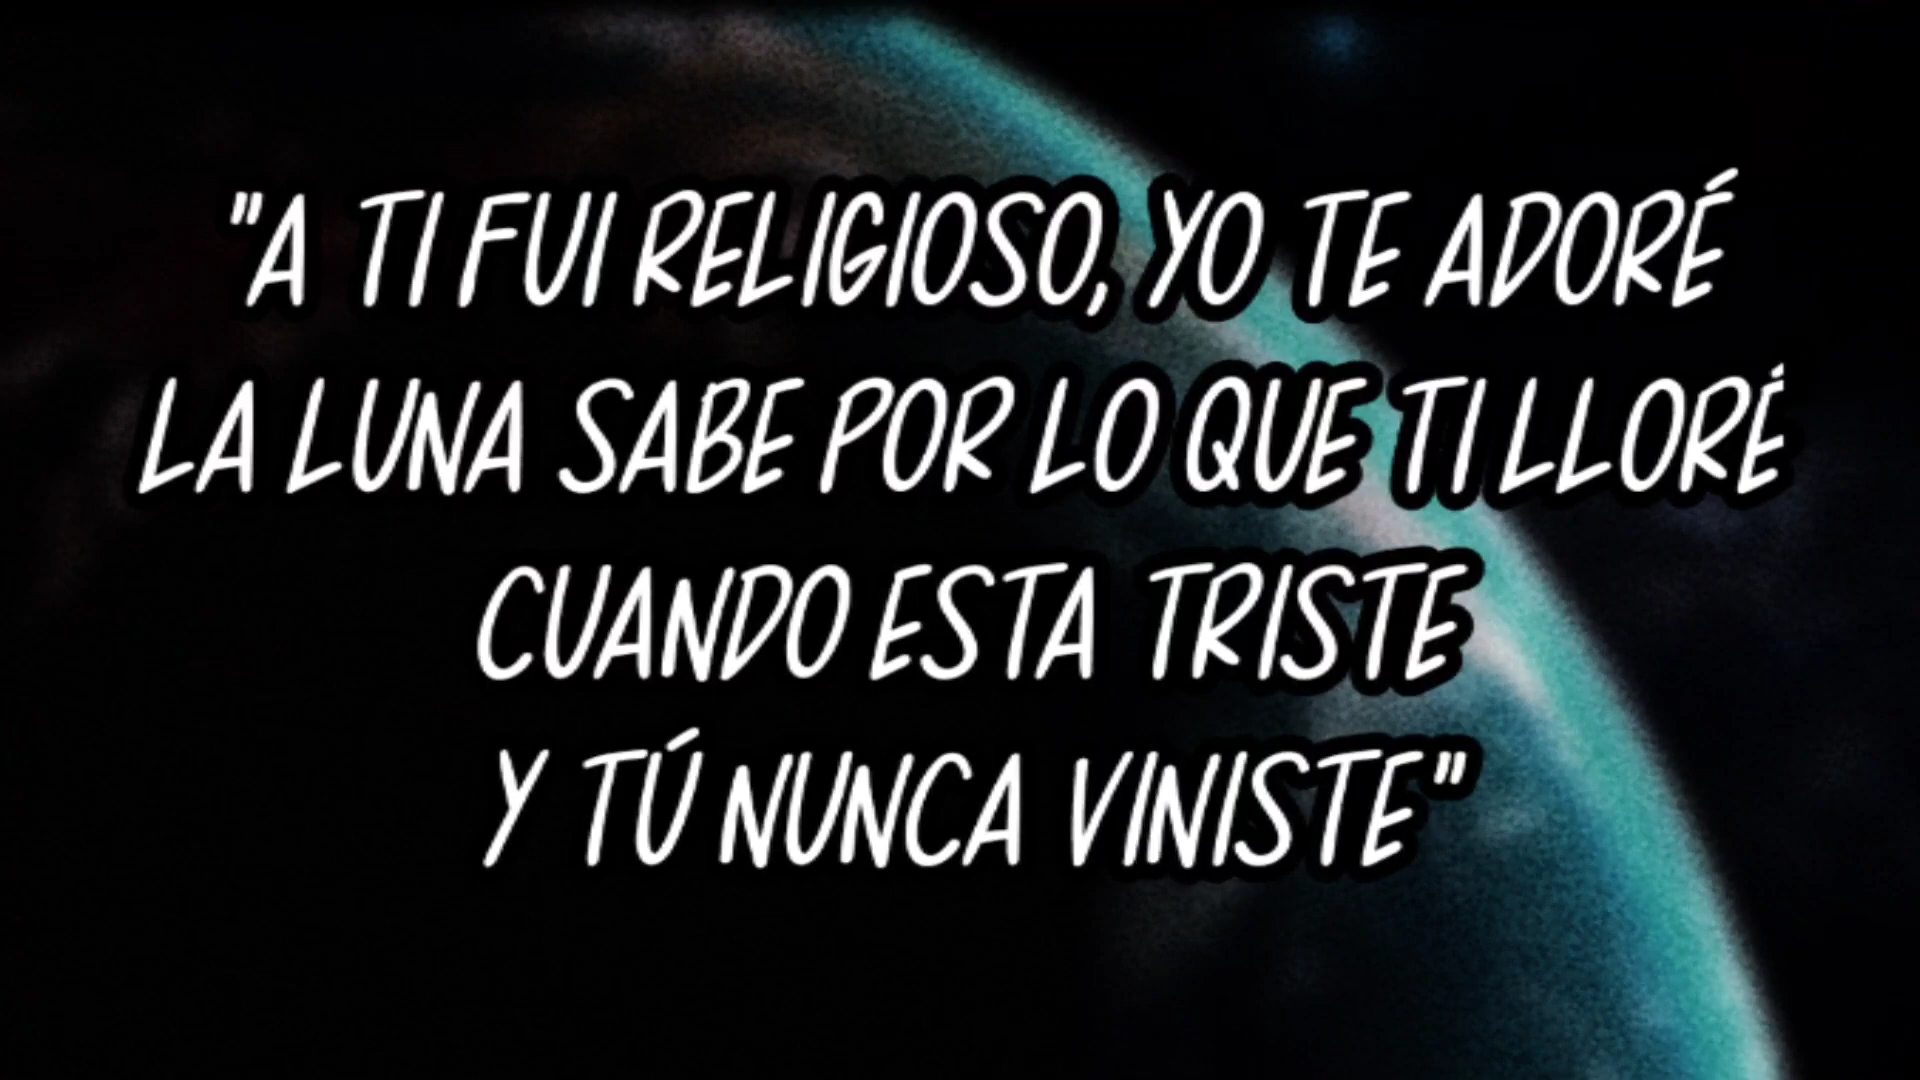 "A TI FUI RELIGIOSO, YO TE ADORÉ
LA LUNA SABE POR LO QUE TI LLORÉ
CUANDO ESTA TRISTE
Y TÚ NUNCA VINISTE"